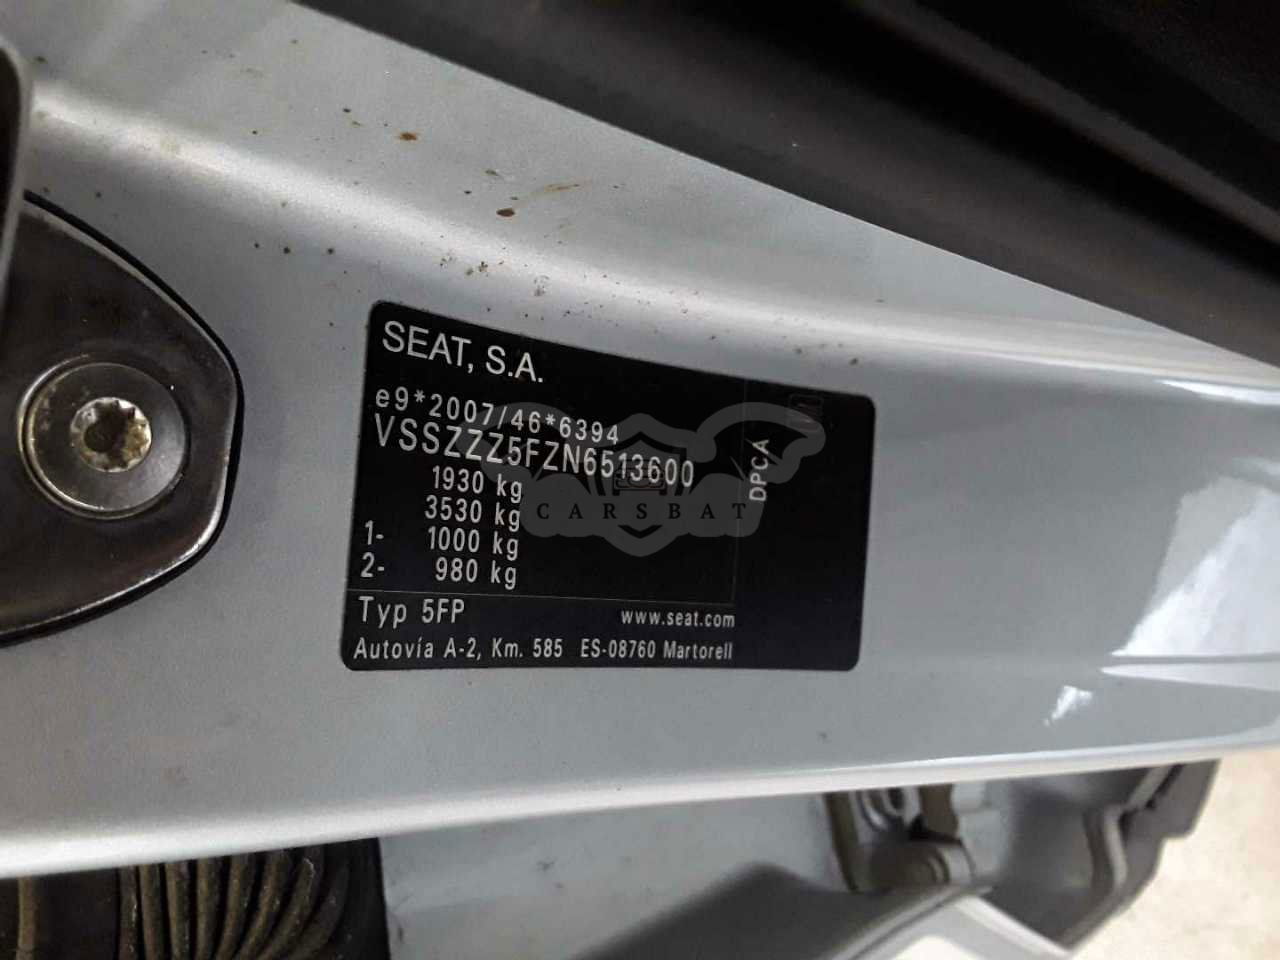 SEAT, S.A.
e9*2007/46*6394
VSSZZZ5FZN6513600
1930 kg
3530 kg
1- 1000 kg
2- 980 kg
DPCA
Typ 5FP
www.seat.com
Autovía A-2, Km. 585 ES-08760 Martorell
CARSBAT